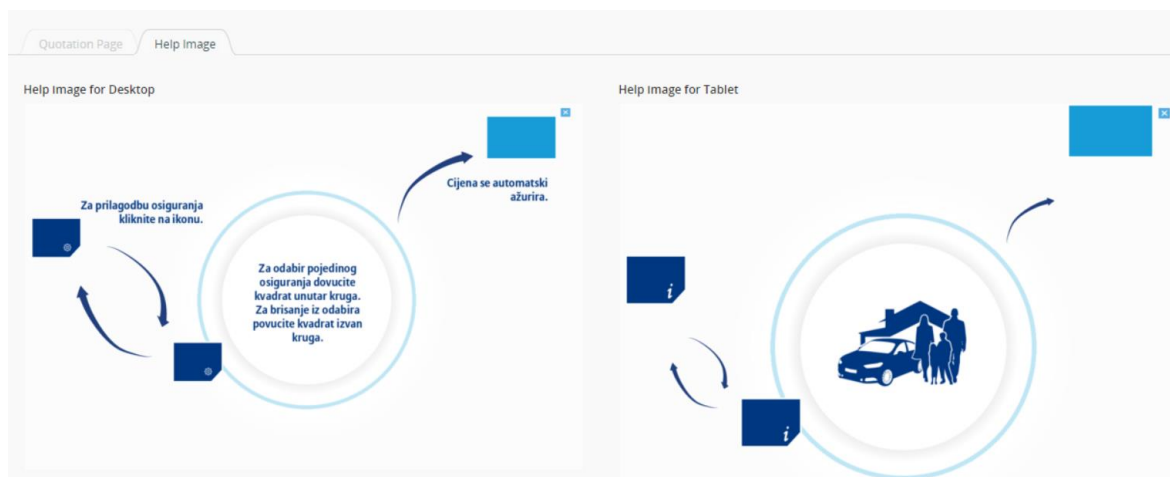 Quotation Page
Help Image
Help image for Desktop
Help image for Tablet
Cijena se automatski
ažurira.
Za prilagodbu osiguranja
kliknite na ikonu.
Za odabir pojedinog
osiguranja dovucite
kvadrat unutar kruga.
Za brisanje iz odabira
povucite kvadrat izvan
kruga.
i
i